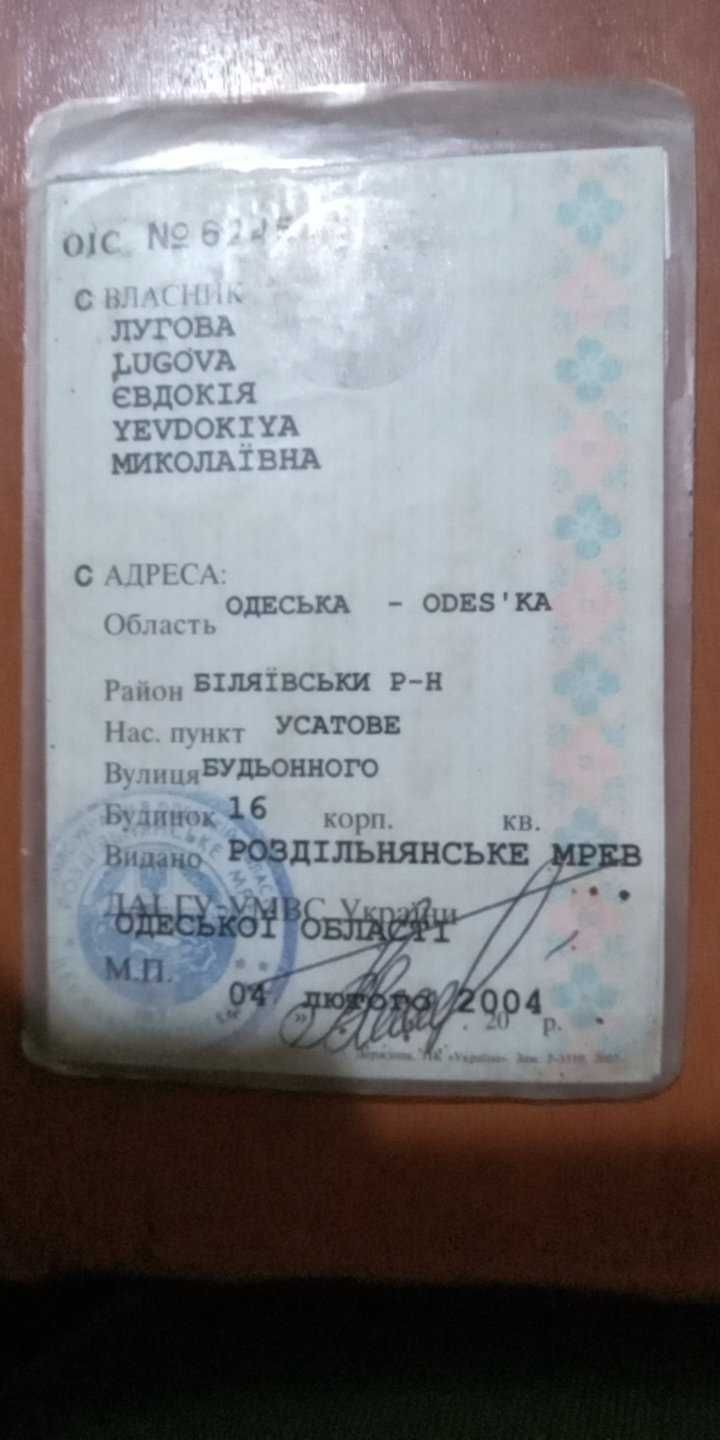 ОІС №
С ВЛАСНИК
ЛУГОВА
LUGOVA
ЄВДОКІЯ
YEVDOKIYA
МИКОЛАЇВНА
С АДРЕСА:
Область ОДЕСЬКА - ODES'KA
Район БІЛЯЇВСЬКИ Р-Н
Нас. пункт УСАТОВЕ
Вулиця БУДЬОННОГО
Будинок 16 корп. кв.
Видано РОЗДІЛЬНЯНСЬКЕ МРЕВ
ДАІ ГУ-УМВС України
ОДЕСЬКОЇ ОБЛАСТІ
М.П.
04 лютого 2004
20 р.